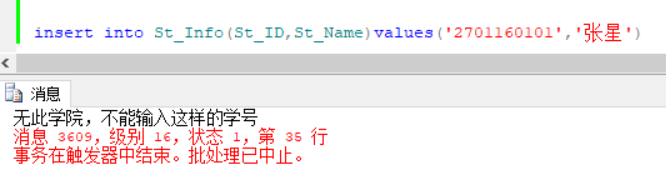 insert into St_Info(St_ID,St_Name)values('2701160101','张星')
消息
无此学院，不能输入这样的学号
消息 3609，级别 16，状态 1，第 35 行
事务在触发器中结束。批处理已中止。